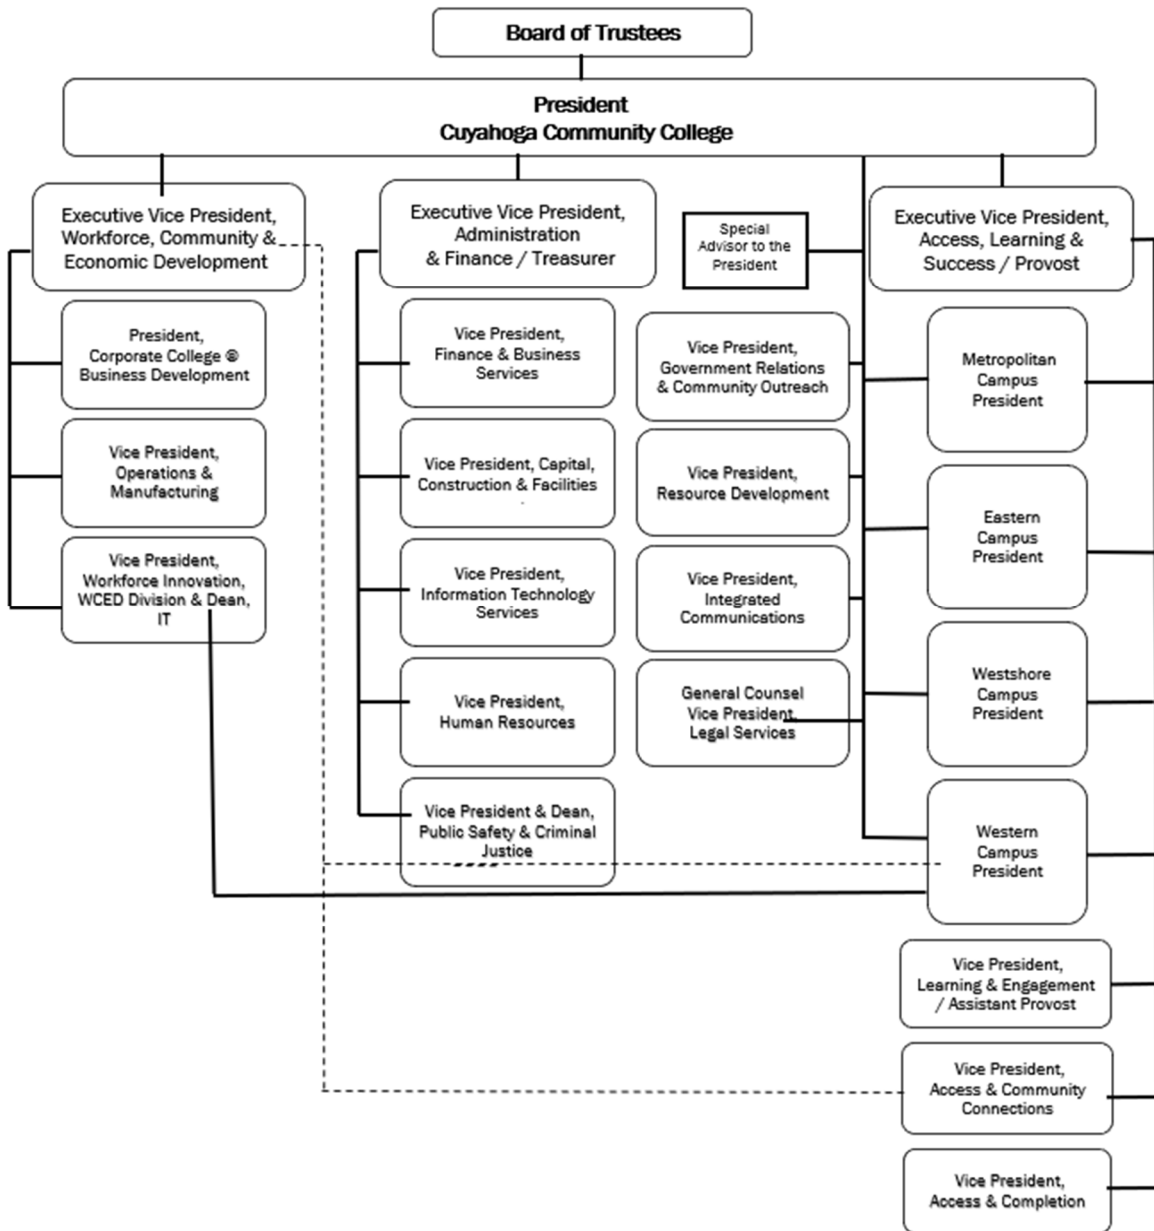 Board of Trustees
President
Cuyahoga Community College
Executive Vice President,
Workforce, Community &
Economic Development
President,
Corporate College ®
Business Development
Vice President,
Operations &
Manufacturing
Vice President,
Workforce Innovation,
WCED Division & Dean,
IT
Executive Vice President,
Administration
& Finance / Treasurer
Vice President,
Finance & Business
Services
Vice President, Capital,
Construction & Facilities
Vice President,
Information Technology
Services
Vice President,
Human Resources
Vice President & Dean,
Public Safety & Criminal
Justice
Special
Advisor to the
President
Vice President,
Government Relations
& Community Outreach
Vice President,
Resource Development
Vice President,
Integrated
Communications
General Counsel
Vice President,
Legal Services
Executive Vice President,
Access, Learning &
Success / Provost
Metropolitan
Campus
President
Eastern
Campus
President
Westshore
Campus
President
Western
Campus
President
Vice President,
Learning & Engagement
/ Assistant Provost
Vice President,
Access & Community
Connections
Vice President,
Access & Completion